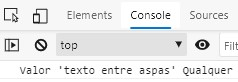 Elements Console Sources
top Filt
Valor 'texto entre aspas' Qualquer